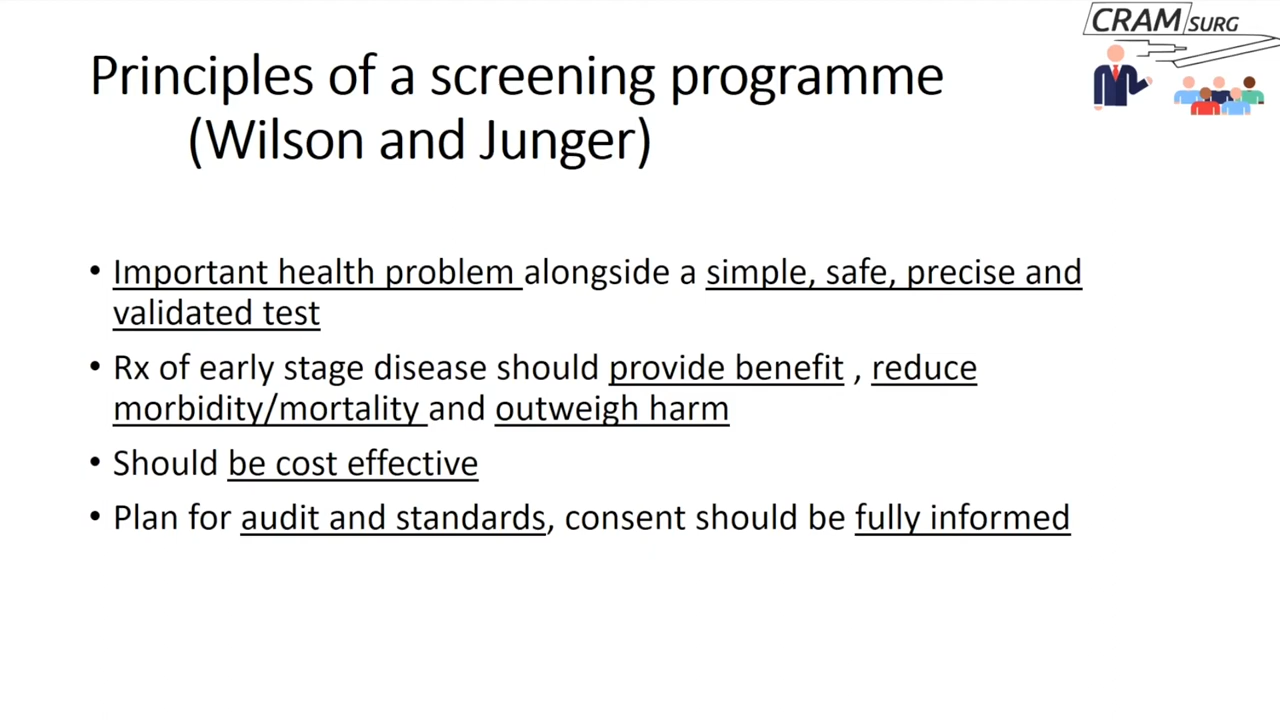 CRAM SURG
Principles of a screening programme
(Wilson and Junger)
• Important health problem alongside a simple, safe, precise and
validated test
• Rx of early stage disease should provide benefit , reduce
morbidity/mortality and outweigh harm
• Should be cost effective
• Plan for audit and standards, consent should be fully informed